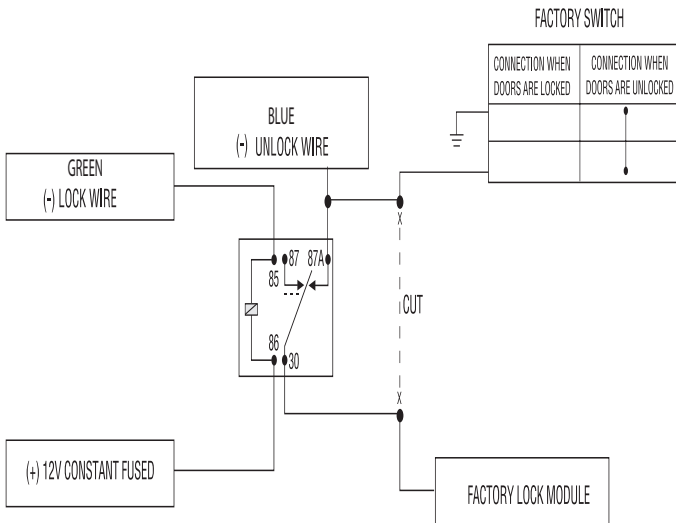 FACTORY SWITCH
CONNECTION WHEN
DOORS ARE LOCKED
CONNECTION WHEN
DOORS ARE UNLOCKED
BLUE
(-) UNLOCK WIRE
GREEN
(-) LOCK WIRE
87 87A
85
X
CUT
86
30
X
(+) 12V CONSTANT FUSED
FACTORY LOCK MODULE